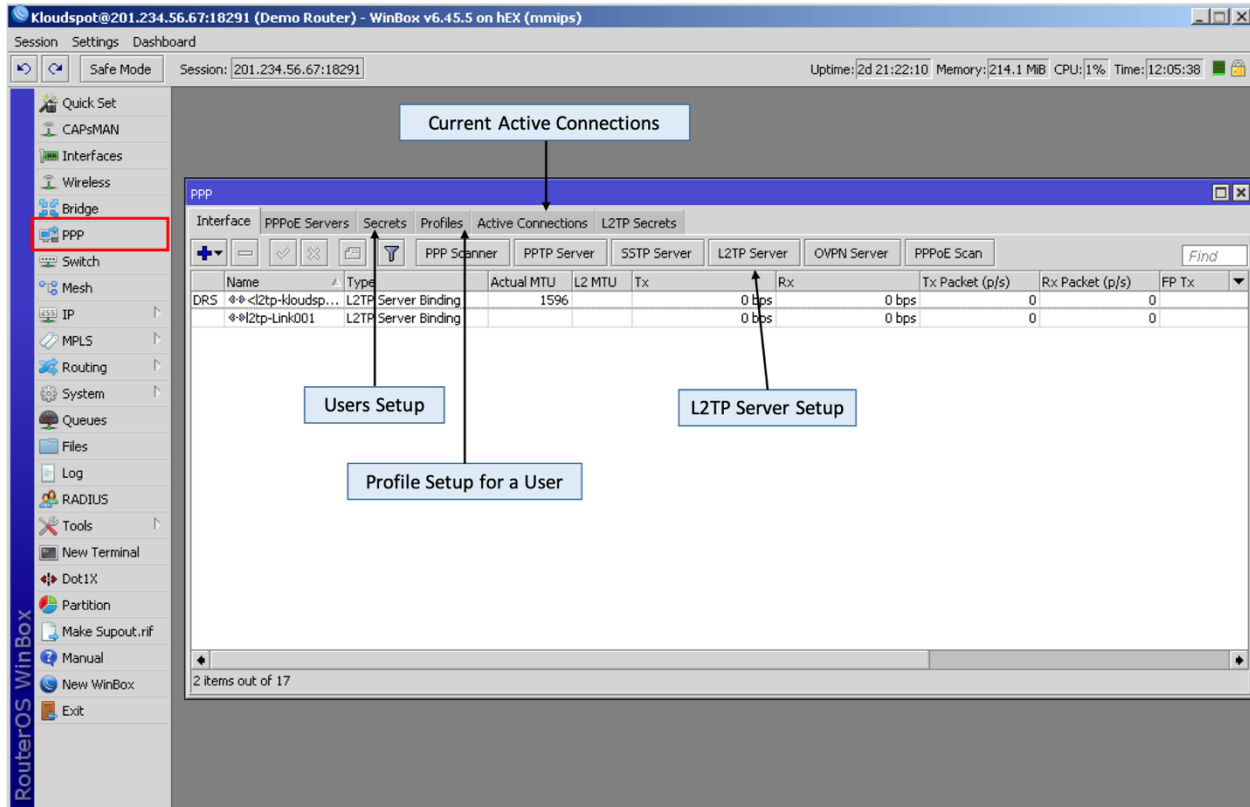 Kloudspot@201.234.56.67:18291 (Demo Router) - WinBox v6.45.5 on hEX (mmips)
Session Settings Dashboard
Safe Mode Session: 201.234.56.67:18291 Uptime: 2d 21:22:10 Memory: 214.1 MiB CPU: 1% Time: 12:05:38
Quick Set
CAPsMAN
Interfaces
Wireless
Bridge
PPP
Switch
Mesh
IP
MPLS
Routing
System
Queues
Files
Log
RADIUS
Tools
New Terminal
Dot1X
Partition
Make Supout.rif
Manual
New WinBox
Exit
RouterOS WinBox
Current Active Connections
PPP
Interface PPPoE Servers Secrets Profiles Active Connections L2TP Secrets
PPP Scanner PPTP Server SSTP Server L2TP Server OVPN Server PPPoE Scan Find
Name Type Actual MTU L2 MTU Tx Rx Tx Packet (p/s) Rx Packet (p/s) FP Tx
DRS <l2tp-kloudsp... L2TP Server Binding 1596 0 bps 0 bps 0 0
l2tp-Link001 L2TP Server Binding 0 bps 0 bps 0 0
Users Setup
L2TP Server Setup
Profile Setup for a User
2 items out of 17